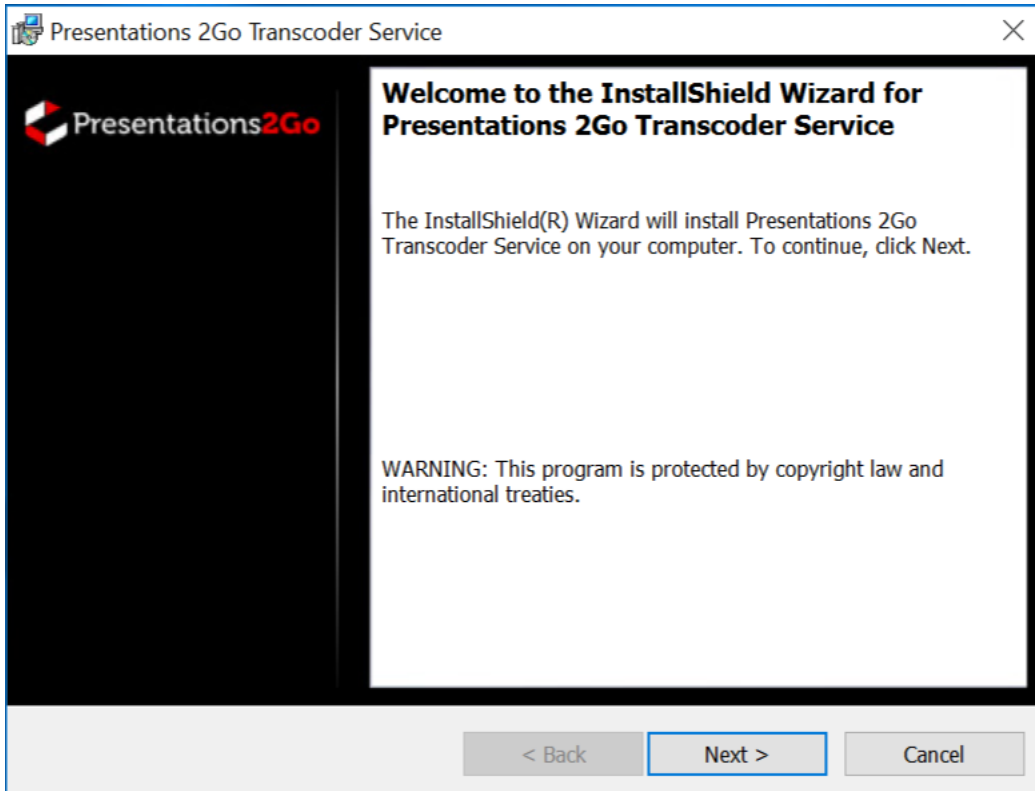 Presentations 2Go Transcoder Service
Presentations2Go
Welcome to the InstallShield Wizard for
Presentations 2Go Transcoder Service
The InstallShield(R) Wizard will install Presentations 2Go
Transcoder Service on your computer. To continue, click Next.
WARNING: This program is protected by copyright law and
international treaties.
< Back
Next >
Cancel